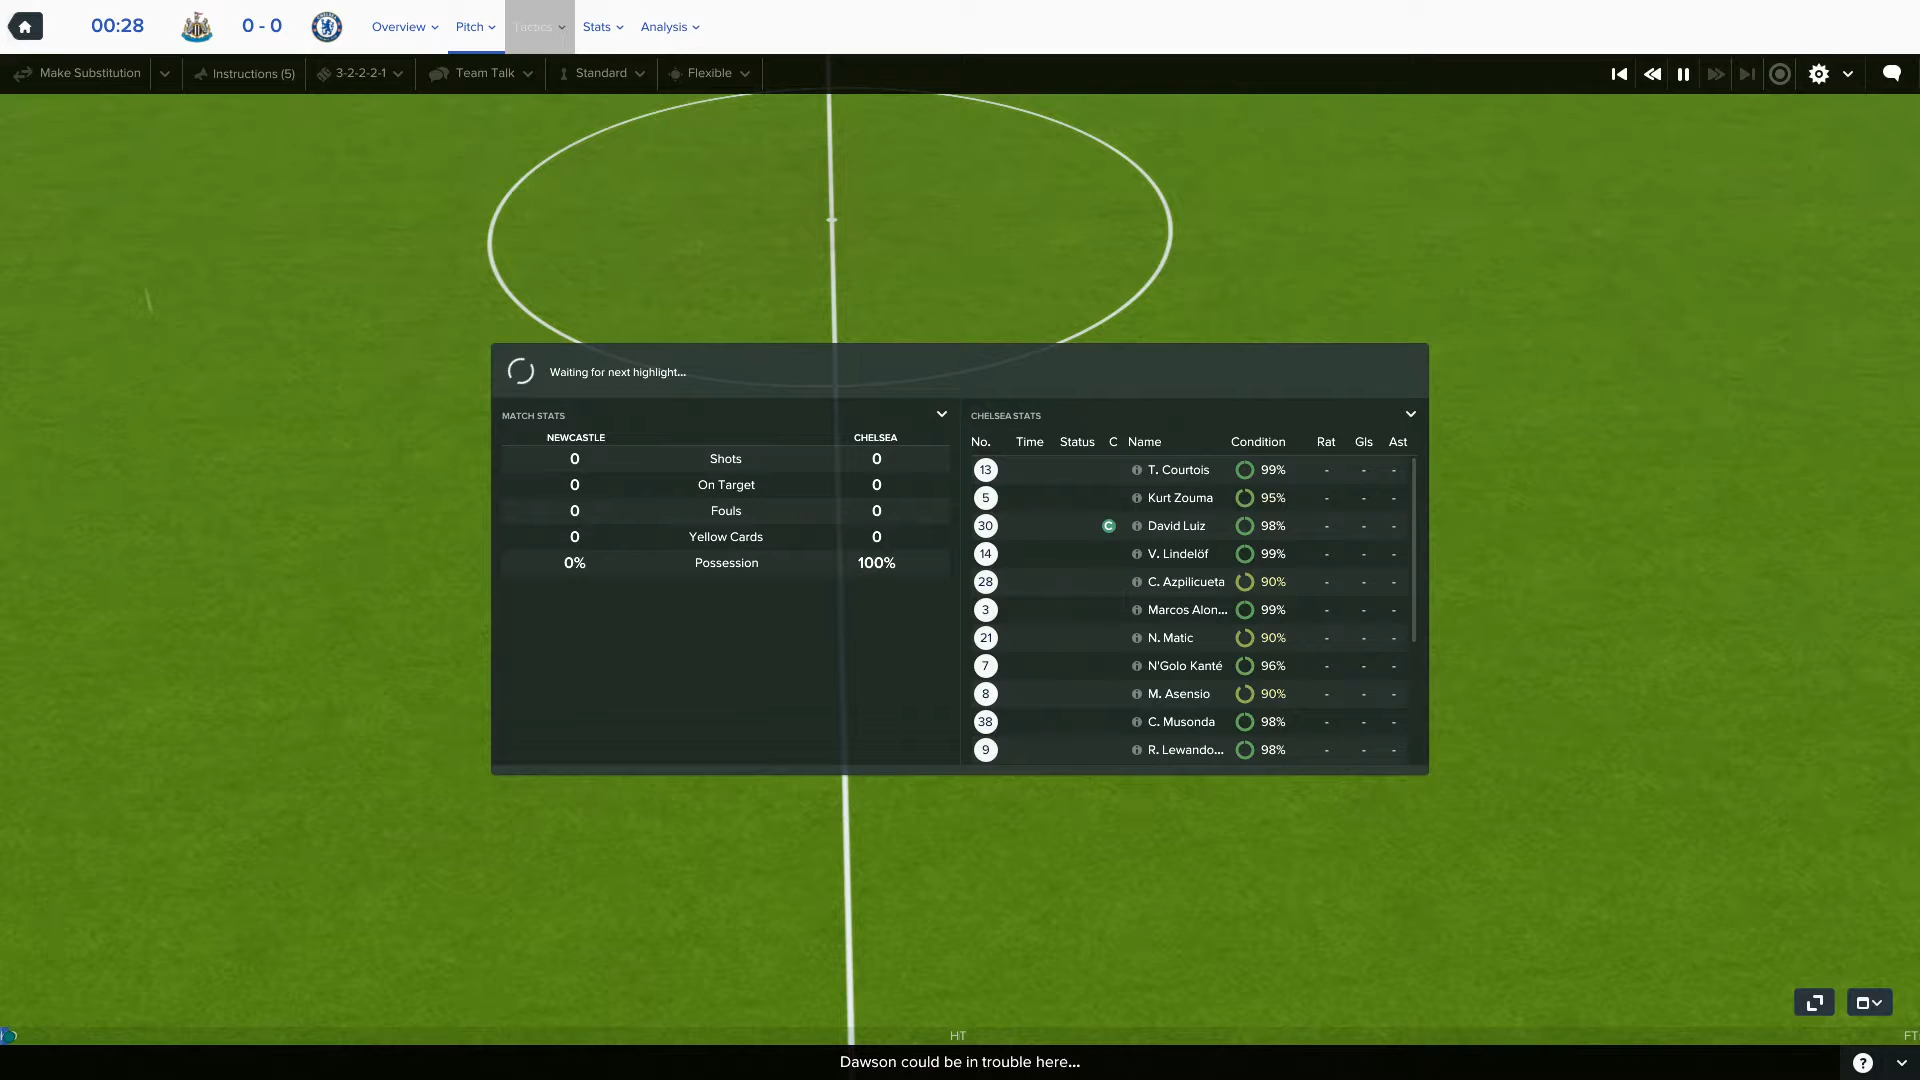 00:28 0 - 0 Overview Pitch Tactics Stats Analysis
Make Substitution Instructions (5) 3-2-2-2-1 Team Talk Standard Flexible
Waiting for next highlight...
MATCH STATS
NEWCASTLE CHELSEA
0 Shots 0
0 On Target 0
0 Fouls 0
0 Yellow Cards 0
0% Possession 100%
CHELSEA STATS
No. Time Status C Name Condition Rat Gls Ast
13 T. Courtois 99% - - -
5 Kurt Zouma 95% - - -
30 C David Luiz 98% - - -
14 V. Lindelöf 99% - - -
28 C. Azpilicueta 90% - - -
3 Marcos Alon... 99% - - -
21 N. Matic 90% - - -
7 N'Golo Kanté 96% - - -
8 M. Asensio 90% - - -
38 C. Musonda 98% - - -
9 R. Lewando... 98% - - -
HT FT
Dawson could be in trouble here...
?